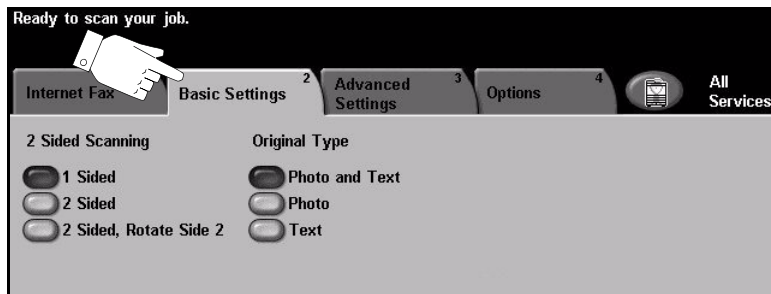 Ready to scan your job.
Internet Fax
Basic Settings
2
Advanced
Settings
3
Options
4
All
Services
2 Sided Scanning
Original Type
1 Sided
Photo and Text
2 Sided
Photo
2 Sided, Rotate Side 2
Text